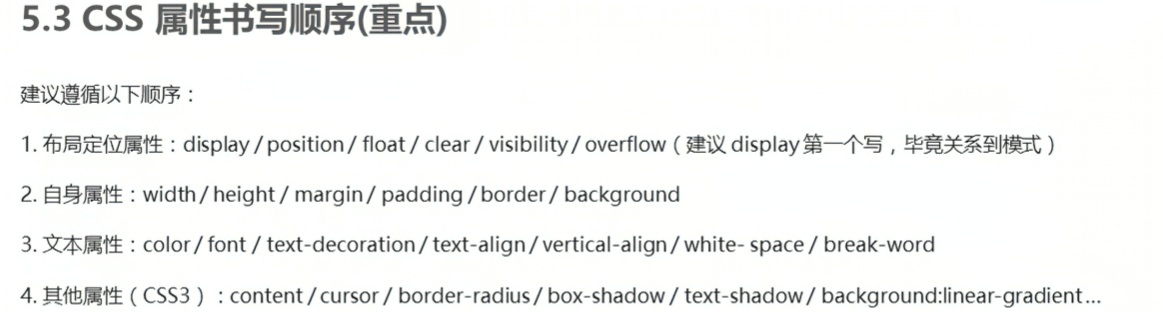 5.3 CSS 属性书写顺序(重点)
建议遵循以下顺序：
1. 布局定位属性：display / position / float / clear / visibility / overflow（建议 display 第一个写，毕竟关系到模式）
2. 自身属性：width / height / margin / padding / border / background
3. 文本属性：color / font / text-decoration / text-align / vertical-align / white- space / break-word
4. 其他属性（CSS3）：content / cursor / border-radius / box-shadow / text-shadow / background:linear-gradient…